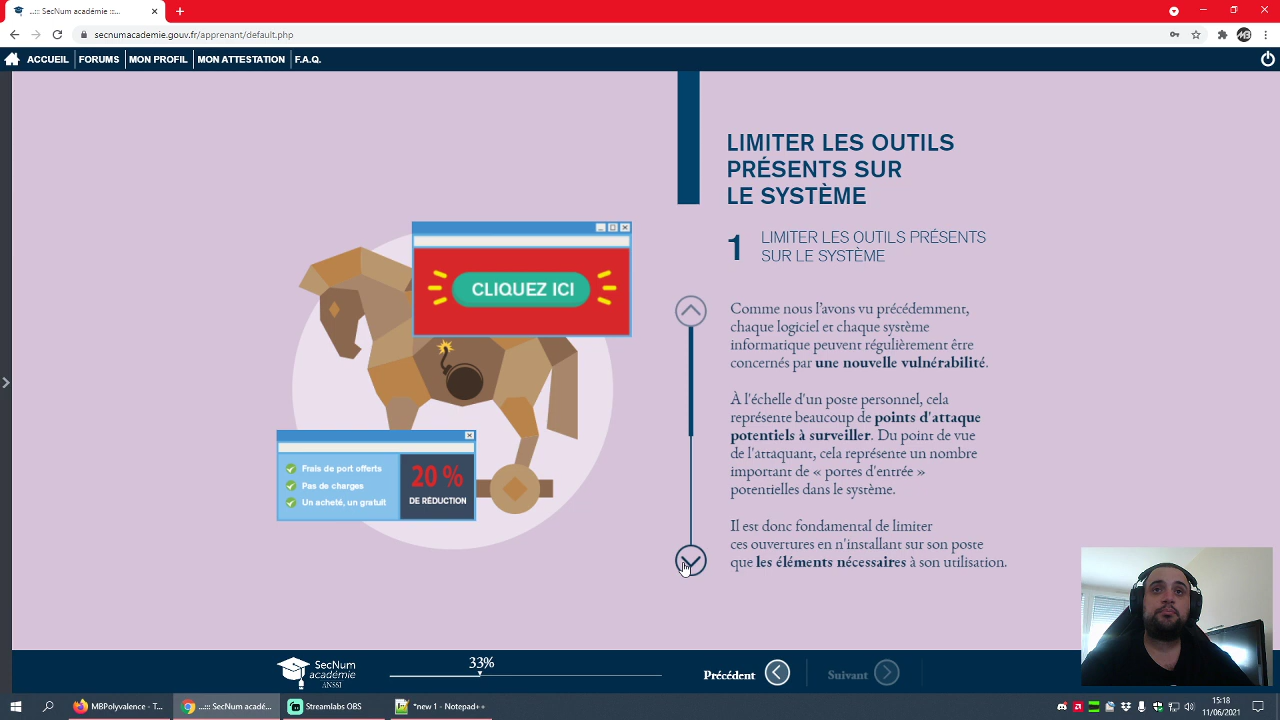 ..::: SecNum académie :::..
secnumacademie.gouv.fr/apprenant/default.php
ACCUEIL FORUMS MON PROFIL MON ATTESTATION F.A.Q.
LIMITER LES OUTILS
PRÉSENTS SUR
LE SYSTÈME
1 LIMITER LES OUTILS PRÉSENTS
SUR LE SYSTÈME
CLIQUEZ ICI
Frais de port offerts
Pas de charges
Un acheté, un gratuit
20 %
DE RÉDUCTION
Comme nous l'avons vu précédemment,
chaque logiciel et chaque système
informatique peuvent régulièrement être
concernés par une nouvelle vulnérabilité.
À l'échelle d'un poste personnel, cela
représente beaucoup de points d'attaque
potentiels à surveiller. Du point de vue
de l'attaquant, cela représente un nombre
important de « portes d'entrée »
potentielles dans le système.
Il est donc fondamental de limiter
ces ouvertures en n'installant sur son poste
que les éléments nécessaires à son utilisation.
SecNum
académie
ANSSI
33%
Précédent
Suivant
MBPolyvalence - T...
..::: SecNum acadé...
Streamlabs OBS
*new 1 - Notepad++
15:18
11/06/2021